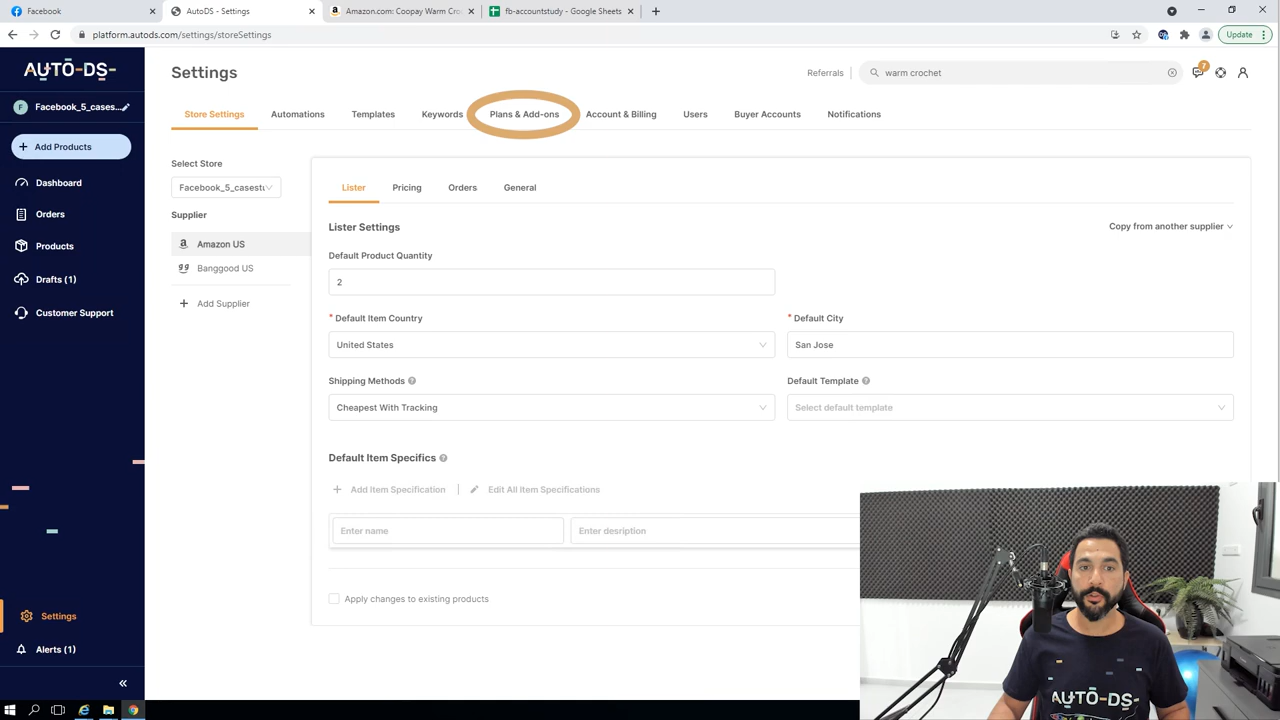 Facebook
AutoDS - Settings
Amazon.com: Coopay Warm Cro
fb-accountstudy - Google Sheets
platform.autods.com/settings/storeSettings
Update
AUTO-DS-
Settings
Referrals
warm crochet
7
F
Facebook_5_cases...
Store Settings
Automations
Templates
Keywords
Plans & Add-ons
Account & Billing
Users
Buyer Accounts
Notifications
Add Products
Dashboard
Orders
Products
Drafts (1)
Customer Support
Settings
Alerts (1)
Select Store
Facebook_5_casestu
Supplier
Amazon US
Banggood US
Add Supplier
Lister
Pricing
Orders
General
Lister Settings
Copy from another supplier
Default Product Quantity
2
* Default Item Country
* Default City
United States
San Jose
Shipping Methods
Default Template
Cheapest With Tracking
Select default template
Default Item Specifics
Add Item Specification
Edit All Item Specifications
Enter name
Enter desription
Apply changes to existing products
AUTO-DS-